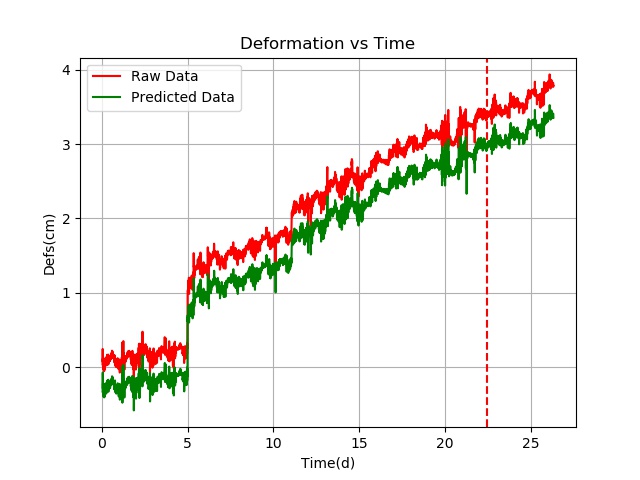 Deformation vs Time
Raw Data
Predicted Data
Defs(cm)
4
3
2
1
0
0 5 10 15 20 25
Time(d)